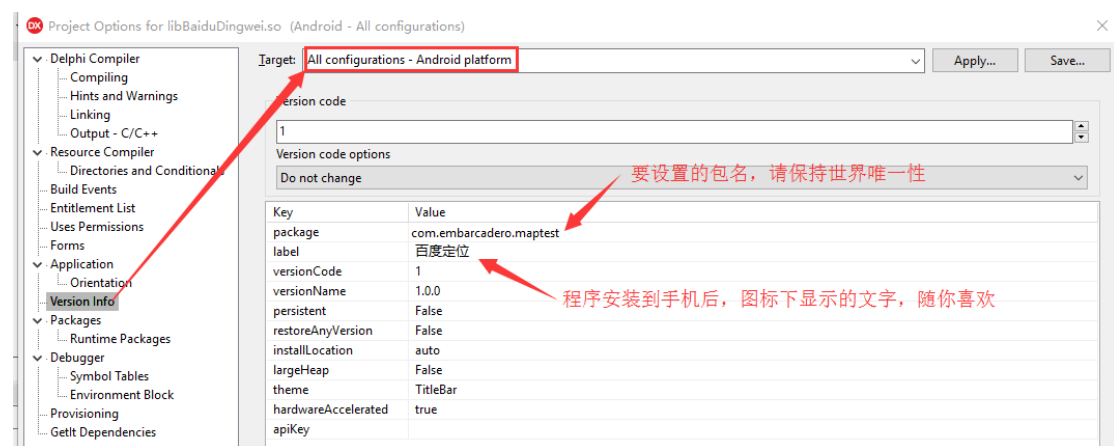 DX Project Options for libBaiduDingwei.so (Android - All configurations)
Delphi Compiler
Compiling
Hints and Warnings
Linking
Output - C/C++
Resource Compiler
Directories and Conditionals
Build Events
Entitlement List
Uses Permissions
Forms
Application
Orientation
Version Info
Packages
Runtime Packages
Debugger
Symbol Tables
Environment Block
Provisioning
GetIt Dependencies
Target: All configurations - Android platform
Apply... Save...
Version code
1
Version code options
Do not change
要设置的包名，请保持世界唯一性
Key Value
package com.embarcadero.maptest
label 百度定位
versionCode 1
versionName 1.0.0
程序安装到手机后，图标下显示的文字，随你喜欢
persistent False
restoreAnyVersion False
installLocation auto
largeHeap False
theme TitleBar
hardwareAccelerated true
apiKey